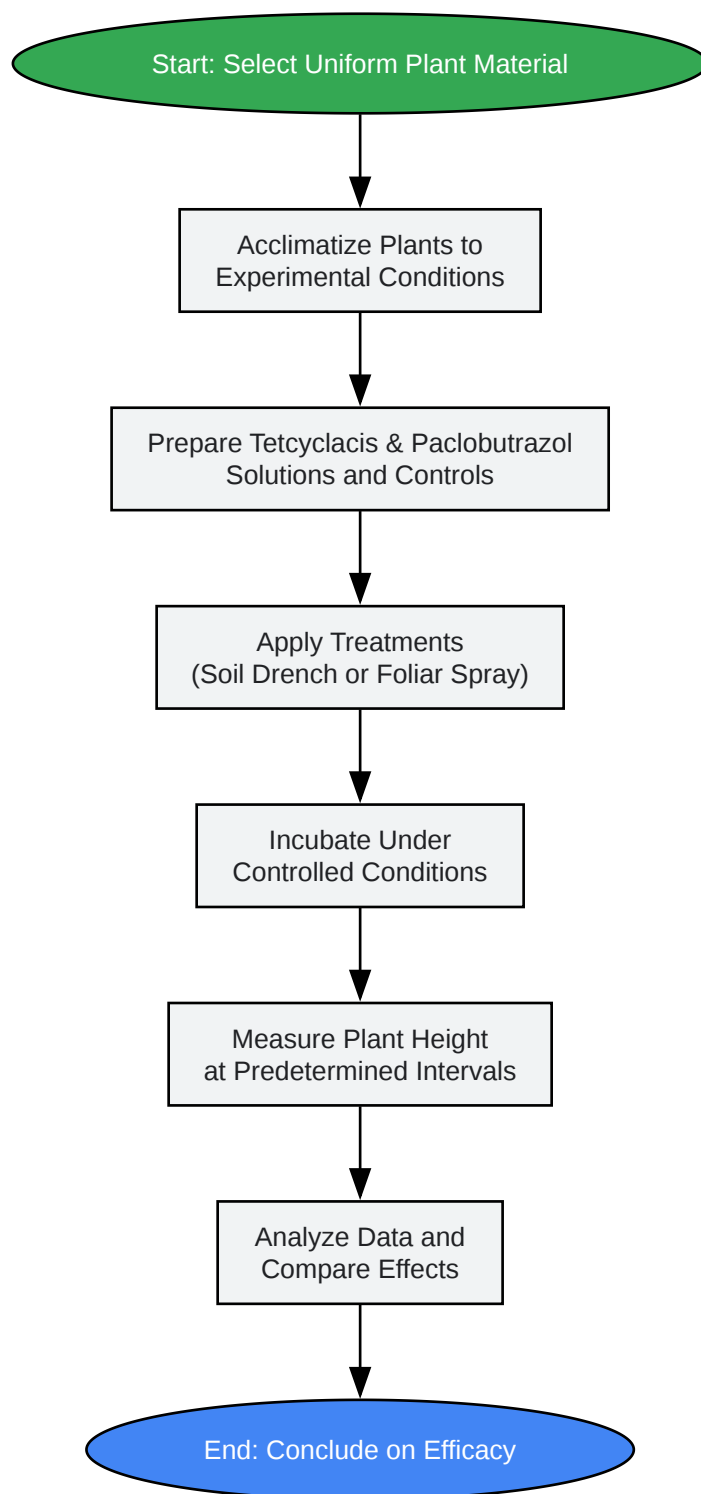 Start: Select Uniform Plant Material
Acclimatize Plants to
Experimental Conditions
Prepare Tetcyclacis & Paclobutrazol
Solutions and Controls
Apply Treatments
(Soil Drench or Foliar Spray)
Incubate Under
Controlled Conditions
Measure Plant Height
at Predetermined Intervals
Analyze Data and
Compare Effects
End: Conclude on Efficacy